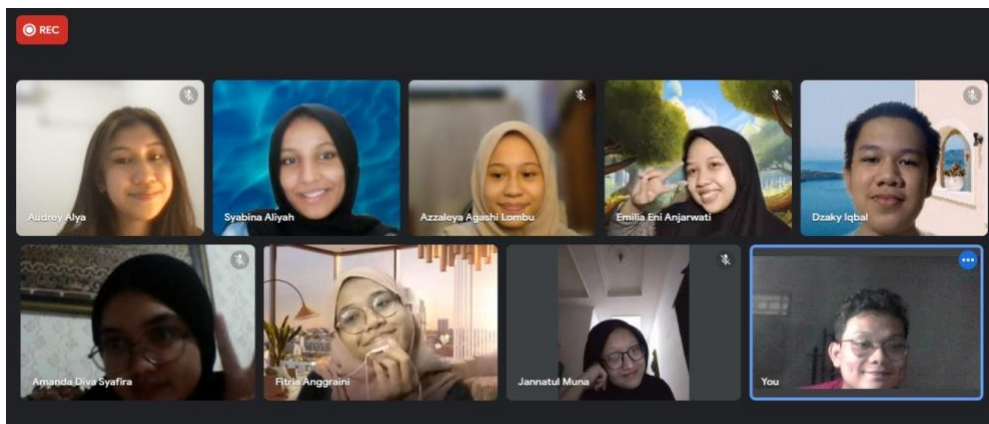 REC
Audrey Alya
Syabina Aliyah
Azzaleya Agashi Lombu
Emilia Eni Anjarwati
Dzaky Iqbal
Amanda Diva Syafira
Fitria Anggraini
Jannatul Muna
You